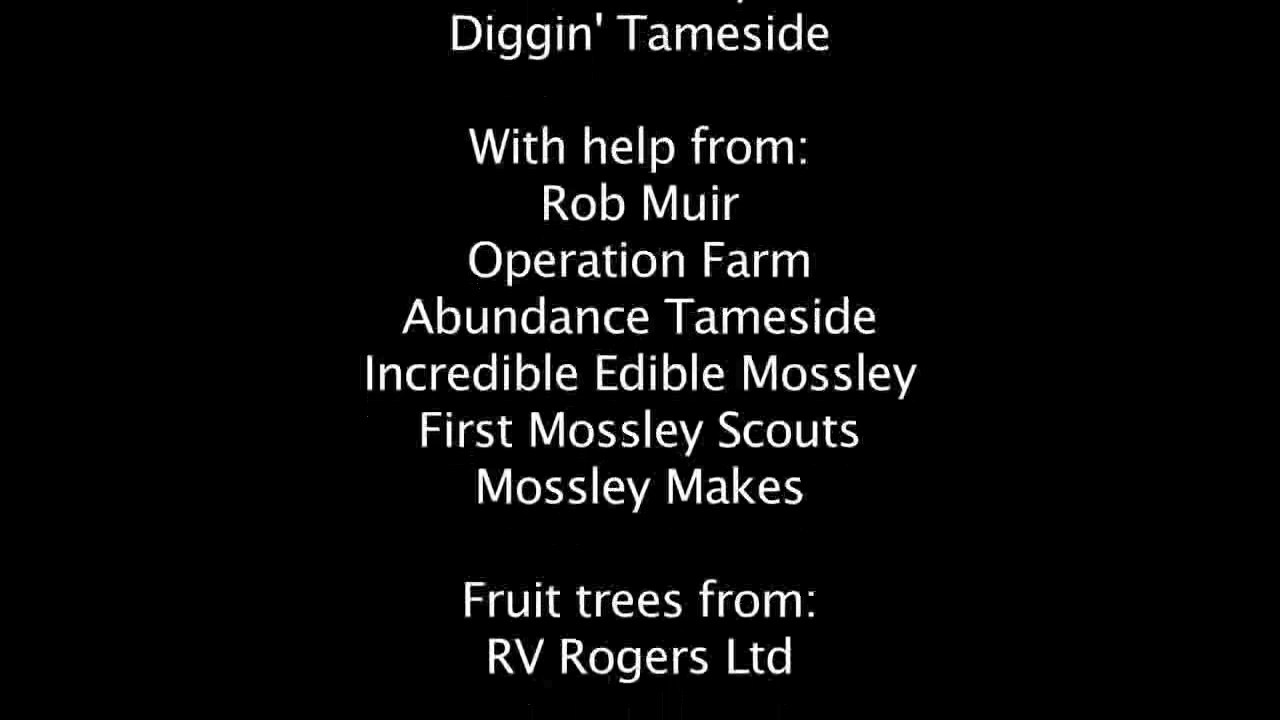 Diggin' Tameside
With help from:
Rob Muir
Operation Farm
Abundance Tameside
Incredible Edible Mossley
First Mossley Scouts
Mossley Makes
Fruit trees from:
RV Rogers Ltd